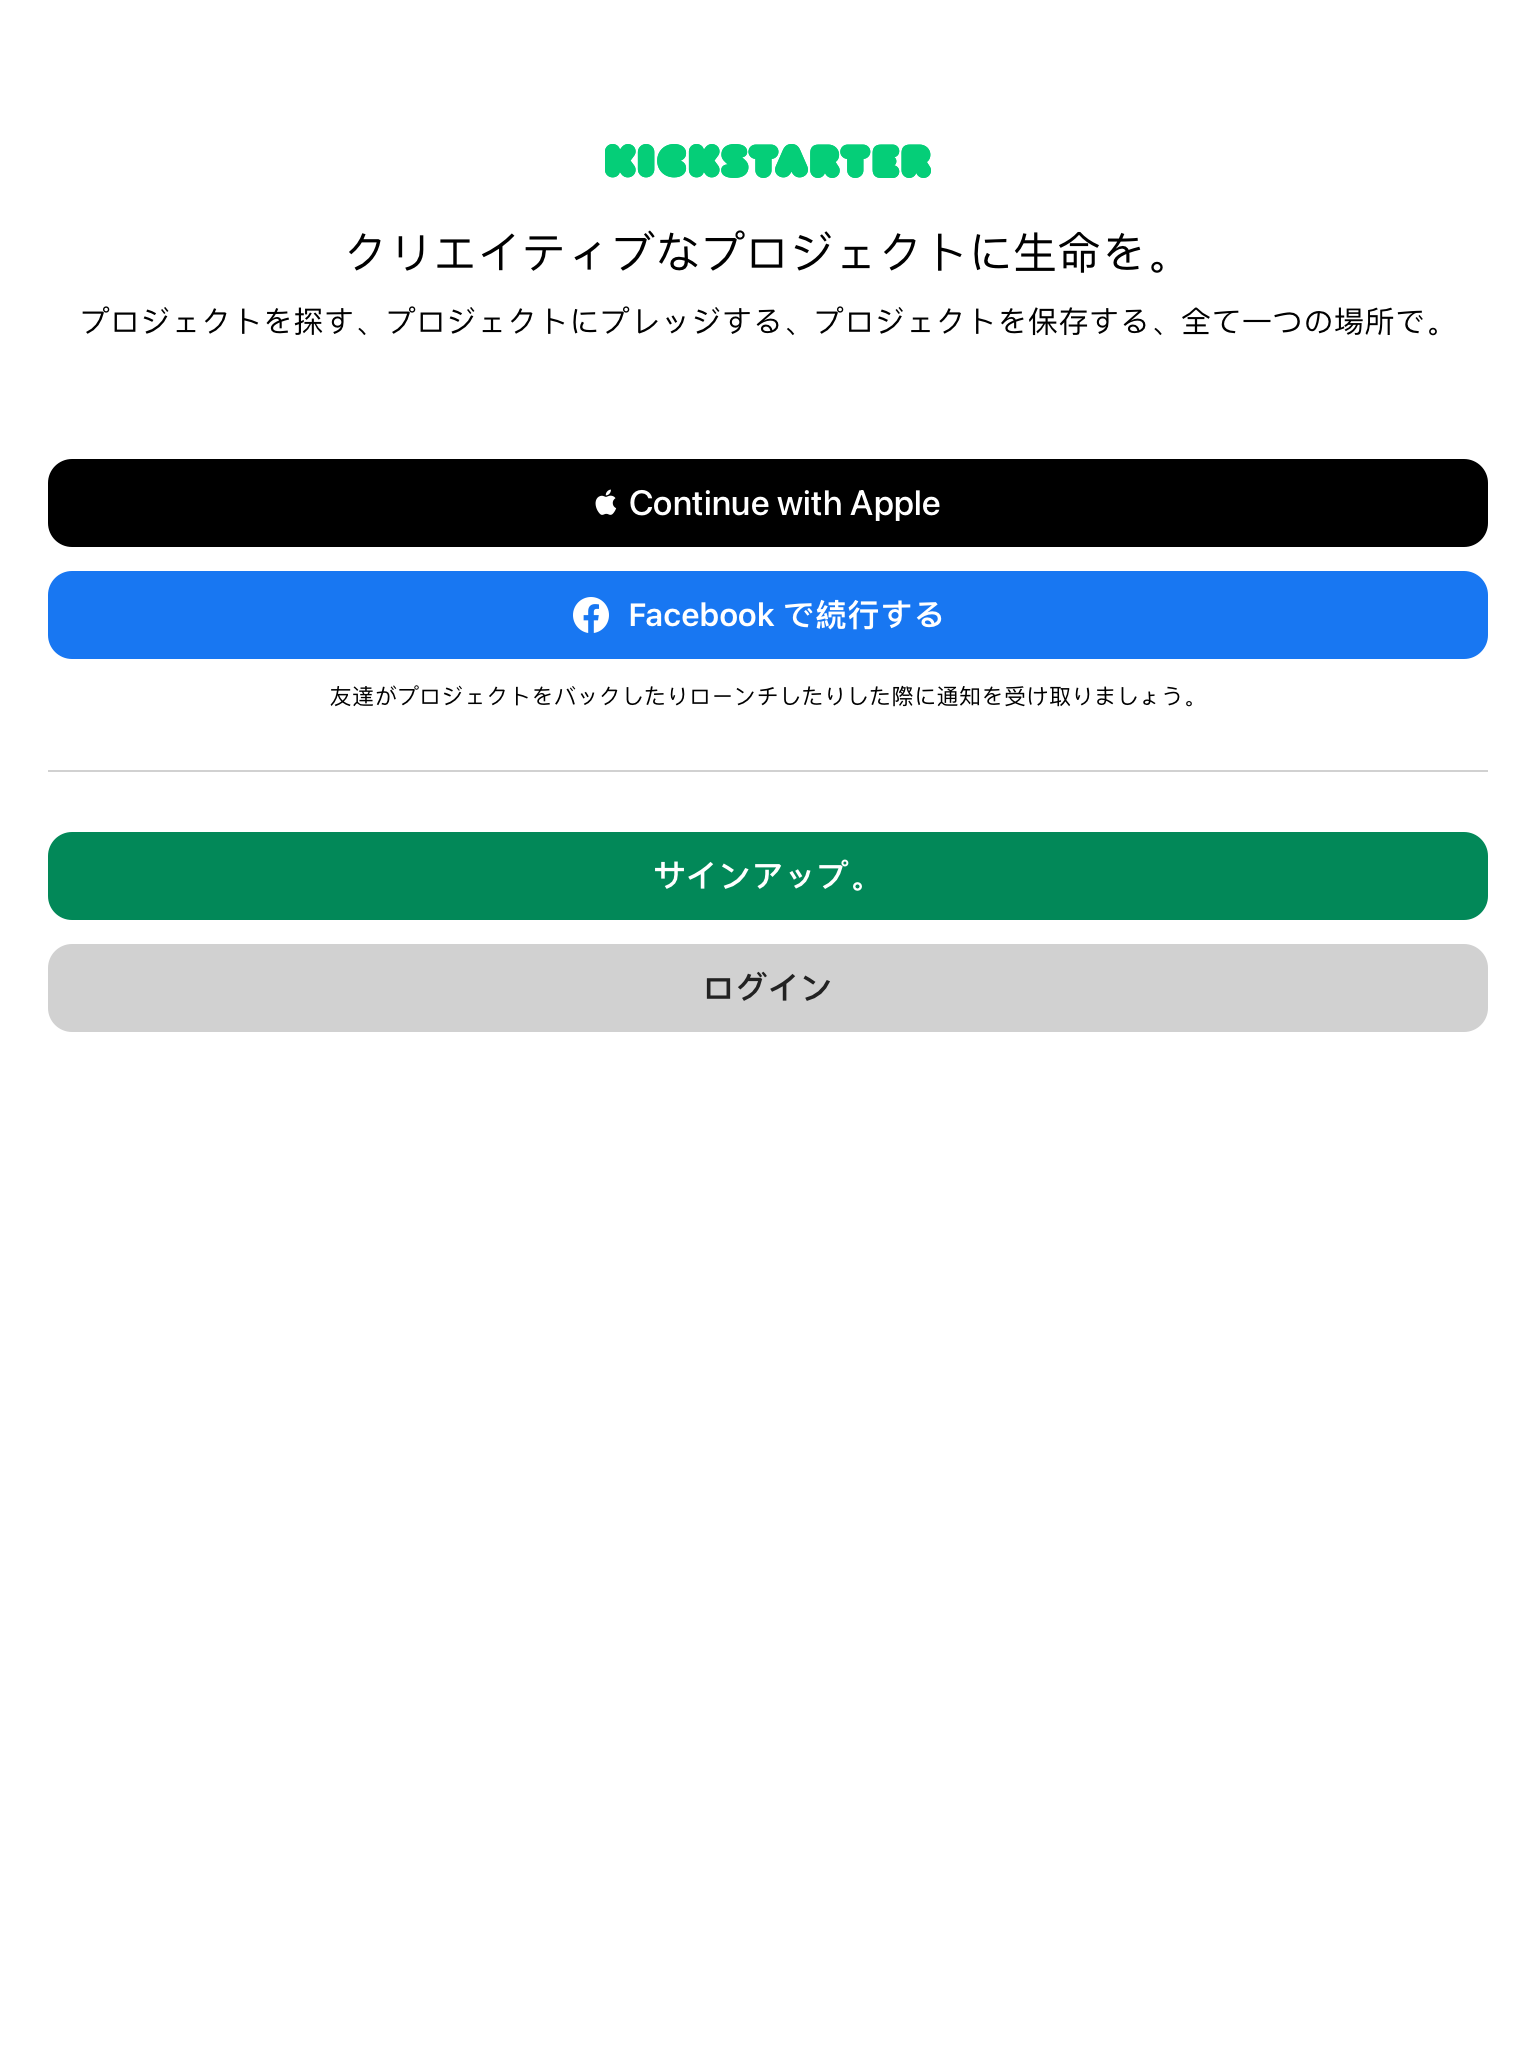 KICKSTARTER
クリエイティブなプロジェクトに生命を。
プロジェクトを探す、プロジェクトにプレッジする、プロジェクトを保存する、全て一つの場所で。
Continue with Apple
Facebook で続行する
友達がプロジェクトをバックしたりローンチしたりした際に通知を受け取りましょう。
サインアップ。
ログイン